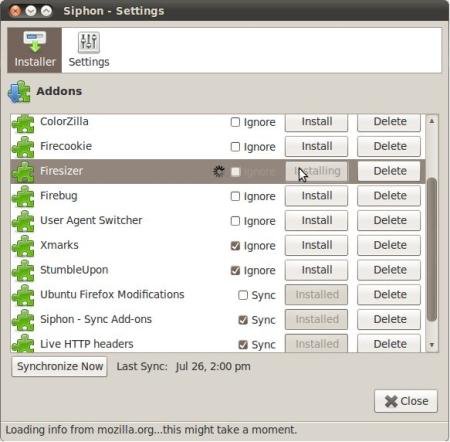 Siphon - Settings
Installer Settings
Addons
ColorZilla Ignore Install Delete
Firecookie Ignore Install Delete
Firesizer Ignore Installing Delete
Firebug Ignore Install Delete
User Agent Switcher Ignore Install Delete
Xmarks Ignore Install Delete
StumbleUpon Ignore Install Delete
Ubuntu Firefox Modifications Sync Installed Delete
Siphon - Sync Add-ons Sync Installed Delete
Live HTTP headers Sync Installed Delete
Synchronize Now Last Sync: Jul 26, 2:00 pm
Close
Loading info from mozilla.org...this might take a moment.